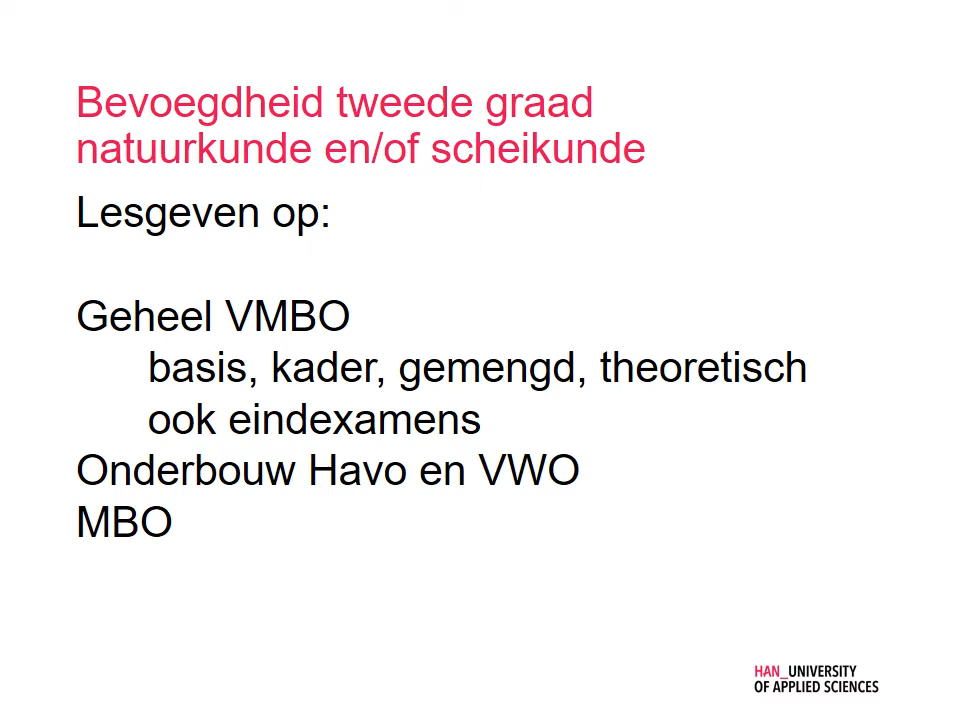 Bevoegdheid tweede graad
natuurkunde en/of scheikunde
Lesgeven op:
Geheel VMBO
basis, kader, gemengd, theoretisch
ook eindexamens
Onderbouw Havo en VWO
MBO
HAN_UNIVERSITY
OF APPLIED SCIENCES